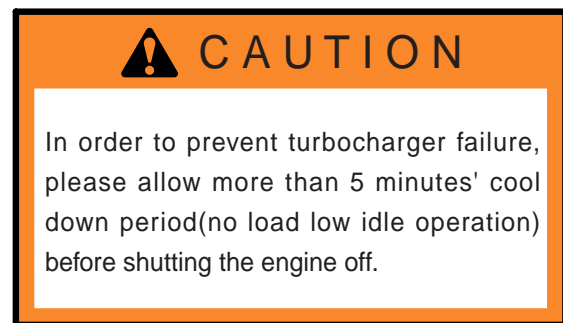 CAUTION
In order to prevent turbocharger failure,
please allow more than 5 minutes' cool
down period(no load low idle operation)
before shutting the engine off.